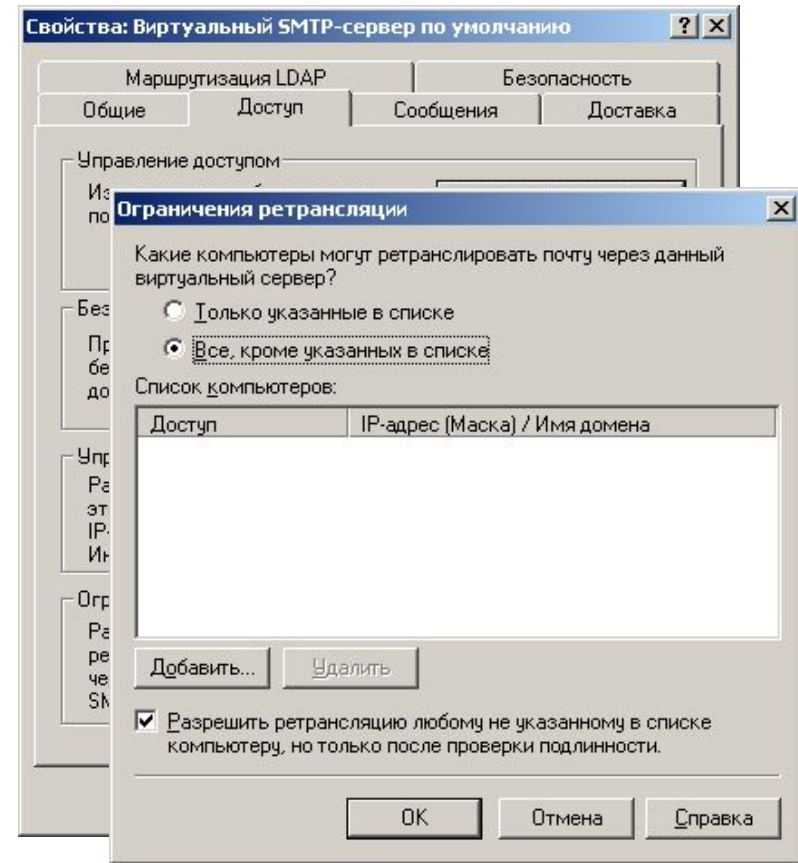 Свойства: Виртуальный SMTP-сервер по умолчанию
Маршрутизация LDAP
Безопасность
Общие
Доступ
Сообщения
Доставка
Управление доступом
Ограничения ретрансляции
Какие компьютеры могут ретранслировать почту через данный
виртуальный сервер?
Только указанные в списке
Все, кроме указанных в списке
Список компьютеров:
Доступ
IP-адрес (Маска) / Имя домена
Добавить...
Удалить
Разрешить ретрансляцию любому не указанному в списке
компьютеру, но только после проверки подлинности.
OK
Отмена
Справка